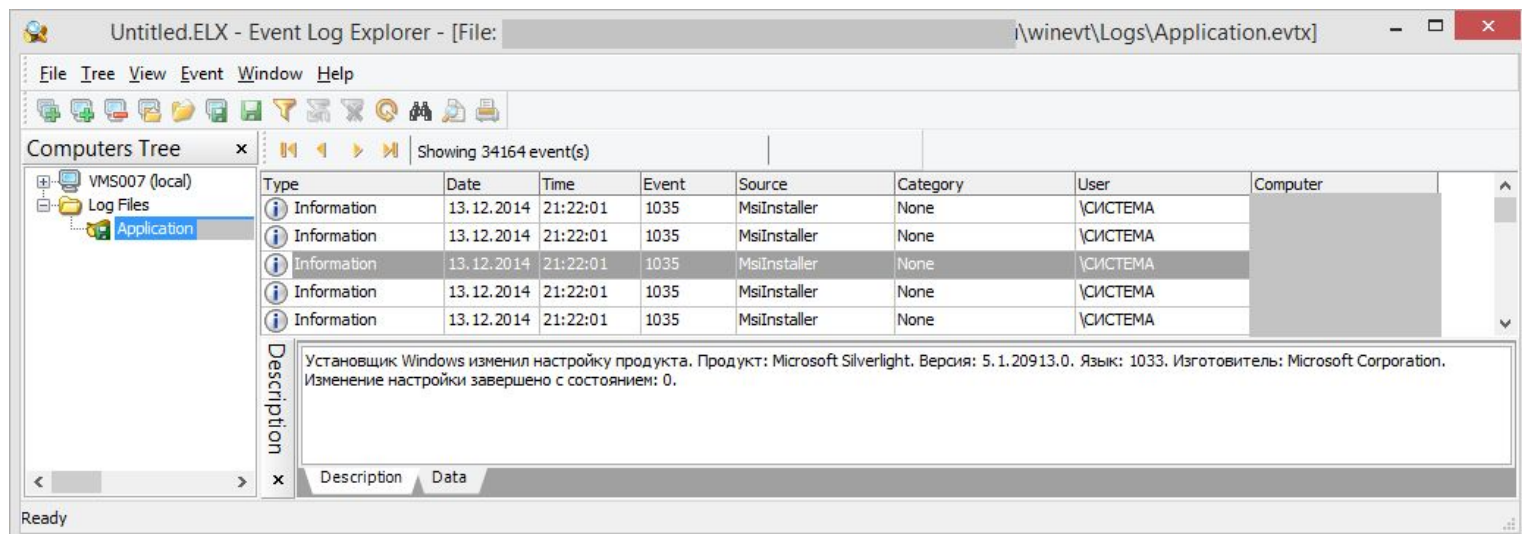 Untitled.ELX - Event Log Explorer - [File: \winevt\Logs\Application.evtx]
File Tree View Event Window Help
Computers Tree x Showing 34164 event(s)
VMS007 (local)
Log Files
Application
Type Date Time Event Source Category User Computer
Information 13.12.2014 21:22:01 1035 MsiInstaller None \СИСТЕМА
Information 13.12.2014 21:22:01 1035 MsiInstaller None \СИСТЕМА
Information 13.12.2014 21:22:01 1035 MsiInstaller None \СИСТЕМА
Information 13.12.2014 21:22:01 1035 MsiInstaller None \СИСТЕМА
Information 13.12.2014 21:22:01 1035 MsiInstaller None \СИСТЕМА
Description
Установщик Windows изменил настройку продукта. Продукт: Microsoft Silverlight. Версия: 5.1.20913.0. Язык: 1033. Изготовитель: Microsoft Corporation.
Изменение настройки завершено с состоянием: 0.
Description Data
Ready